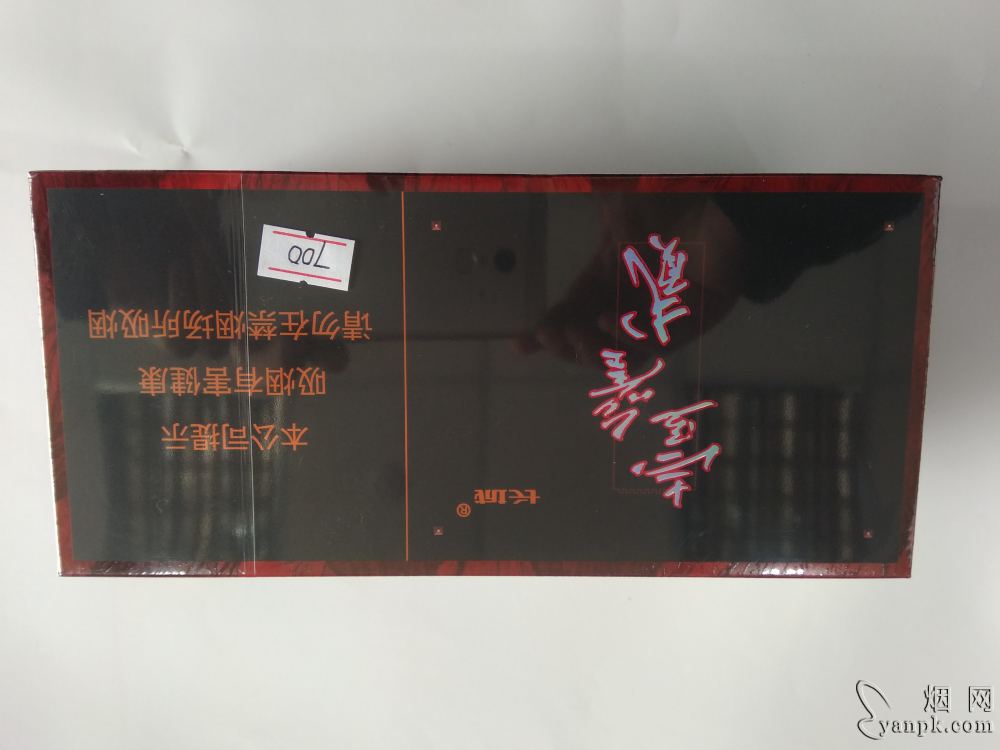 长城®
本公司提示
吸烟有害健康
请勿在禁烟场所吸烟
700
烟网
yanpk.com